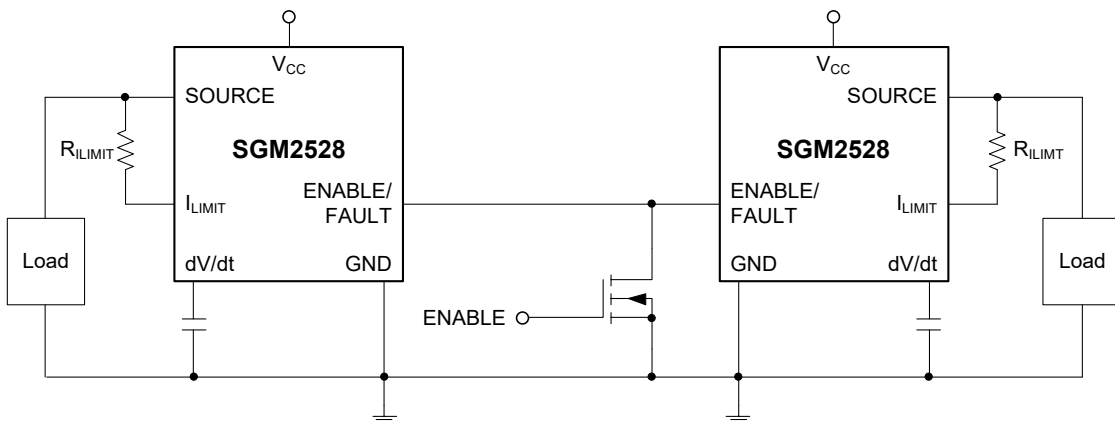 VCC
SOURCE
RILIMIT
SGM2528
ENABLE/
FAULT
ILIMIT
Load
dV/dt
GND
ENABLE
VCC
SOURCE
SGM2528
RILIMT
ENABLE/
FAULT
ILIMIT
GND
dV/dt
Load